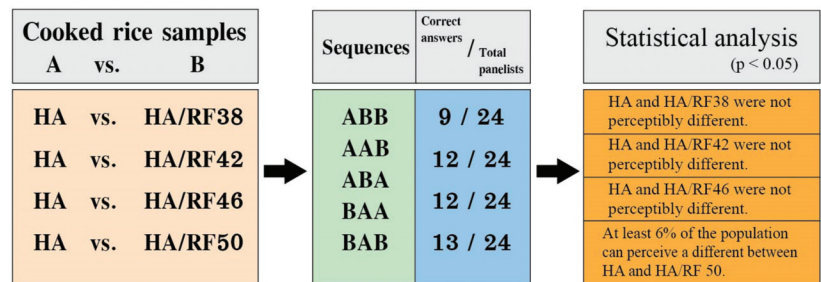 Cooked rice samples
A vs. B
HA vs. HA/RF38
HA vs. HA/RF42
HA vs. HA/RF46
HA vs. HA/RF50
Sequences
Correct
answers
/ Total
panelists
ABB
AAB
ABA
BAA
BAB
9 / 24
12 / 24
12 / 24
13 / 24
Statistical analysis
(p < 0.05)
HA and HA/RF38 were not
perceptibly different.
HA and HA/RF42 were not
perceptibly different.
HA and HA/RF46 were not
perceptibly different.
At least 6% of the population
can perceive a different between
HA and HA/RF 50.